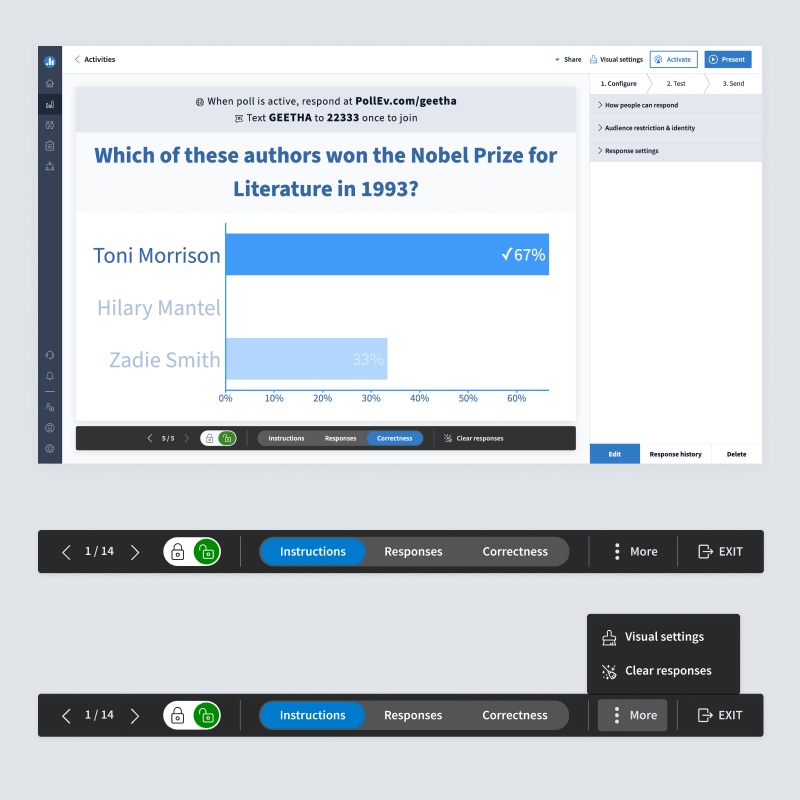 Activities
Share
Visual settings
Activate
Present
When poll is active, respond at PollEv.com/geetha
Text GEETHA to 22333 once to join
Which of these authors won the Nobel Prize for
Literature in 1993?
Toni Morrison
✓67%
Hilary Mantel
Zadie Smith
33%
0% 10% 20% 30% 40% 50% 60%
5 / 5
Instructions
Responses
Correctness
Clear responses
1. Configure
2. Test
3. Send
How people can respond
Audience restriction & identity
Response settings
Edit
Response history
Delete
1 / 14
Instructions
Responses
Correctness
More
EXIT
Visual settings
Clear responses
1 / 14
Instructions
Responses
Correctness
More
EXIT